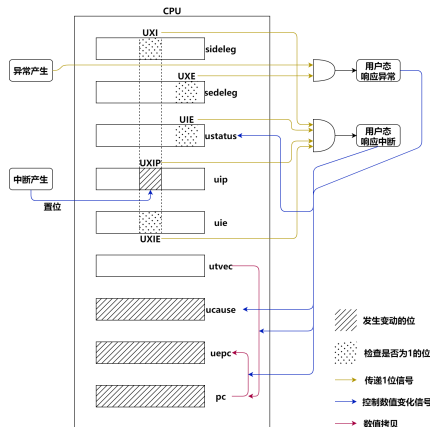 CPU
UXI
sideleg
异常产生
用户态
响应异常
UXE
sedeleg
UIE
ustatus
用户态
响应中断
UXIP
中断产生
uip
置位
uie
UXIE
utvec
ucause
发生变动的位
uepc
检查是否为1的位
传递1位信号
pc
控制数值变化信号
数值拷贝